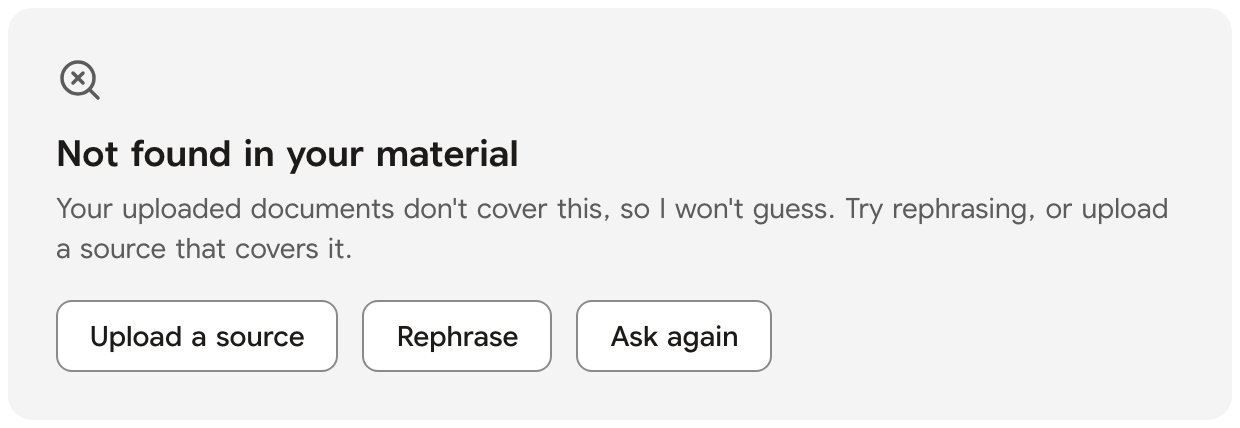 Not found in your material
Your uploaded documents don't cover this, so I won't guess. Try rephrasing, or upload
a source that covers it.
Upload a source
Rephrase
Ask again